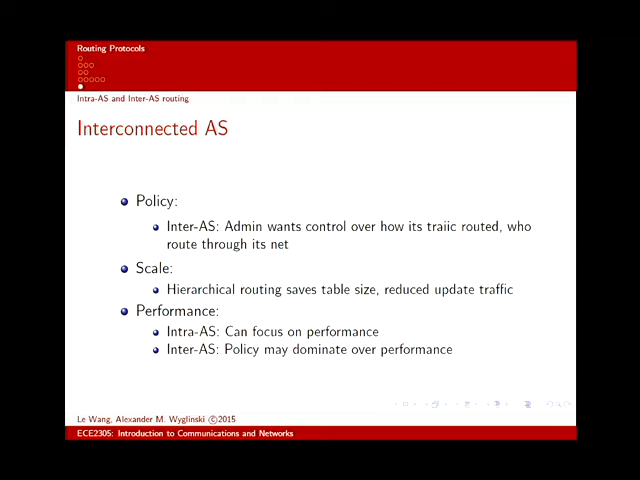 Routing Protocols
Intra-AS and Inter-AS routing
Interconnected AS
Policy:
Inter-AS: Admin wants control over how its traiic routed, who
route through its net
Scale:
Hierarchical routing saves table size, reduced update traffic
Performance:
Intra-AS: Can focus on performance
Inter-AS: Policy may dominate over performance
Le Wang, Alexander M. Wyglinski ©2015
ECE2305: Introduction to Communications and Networks